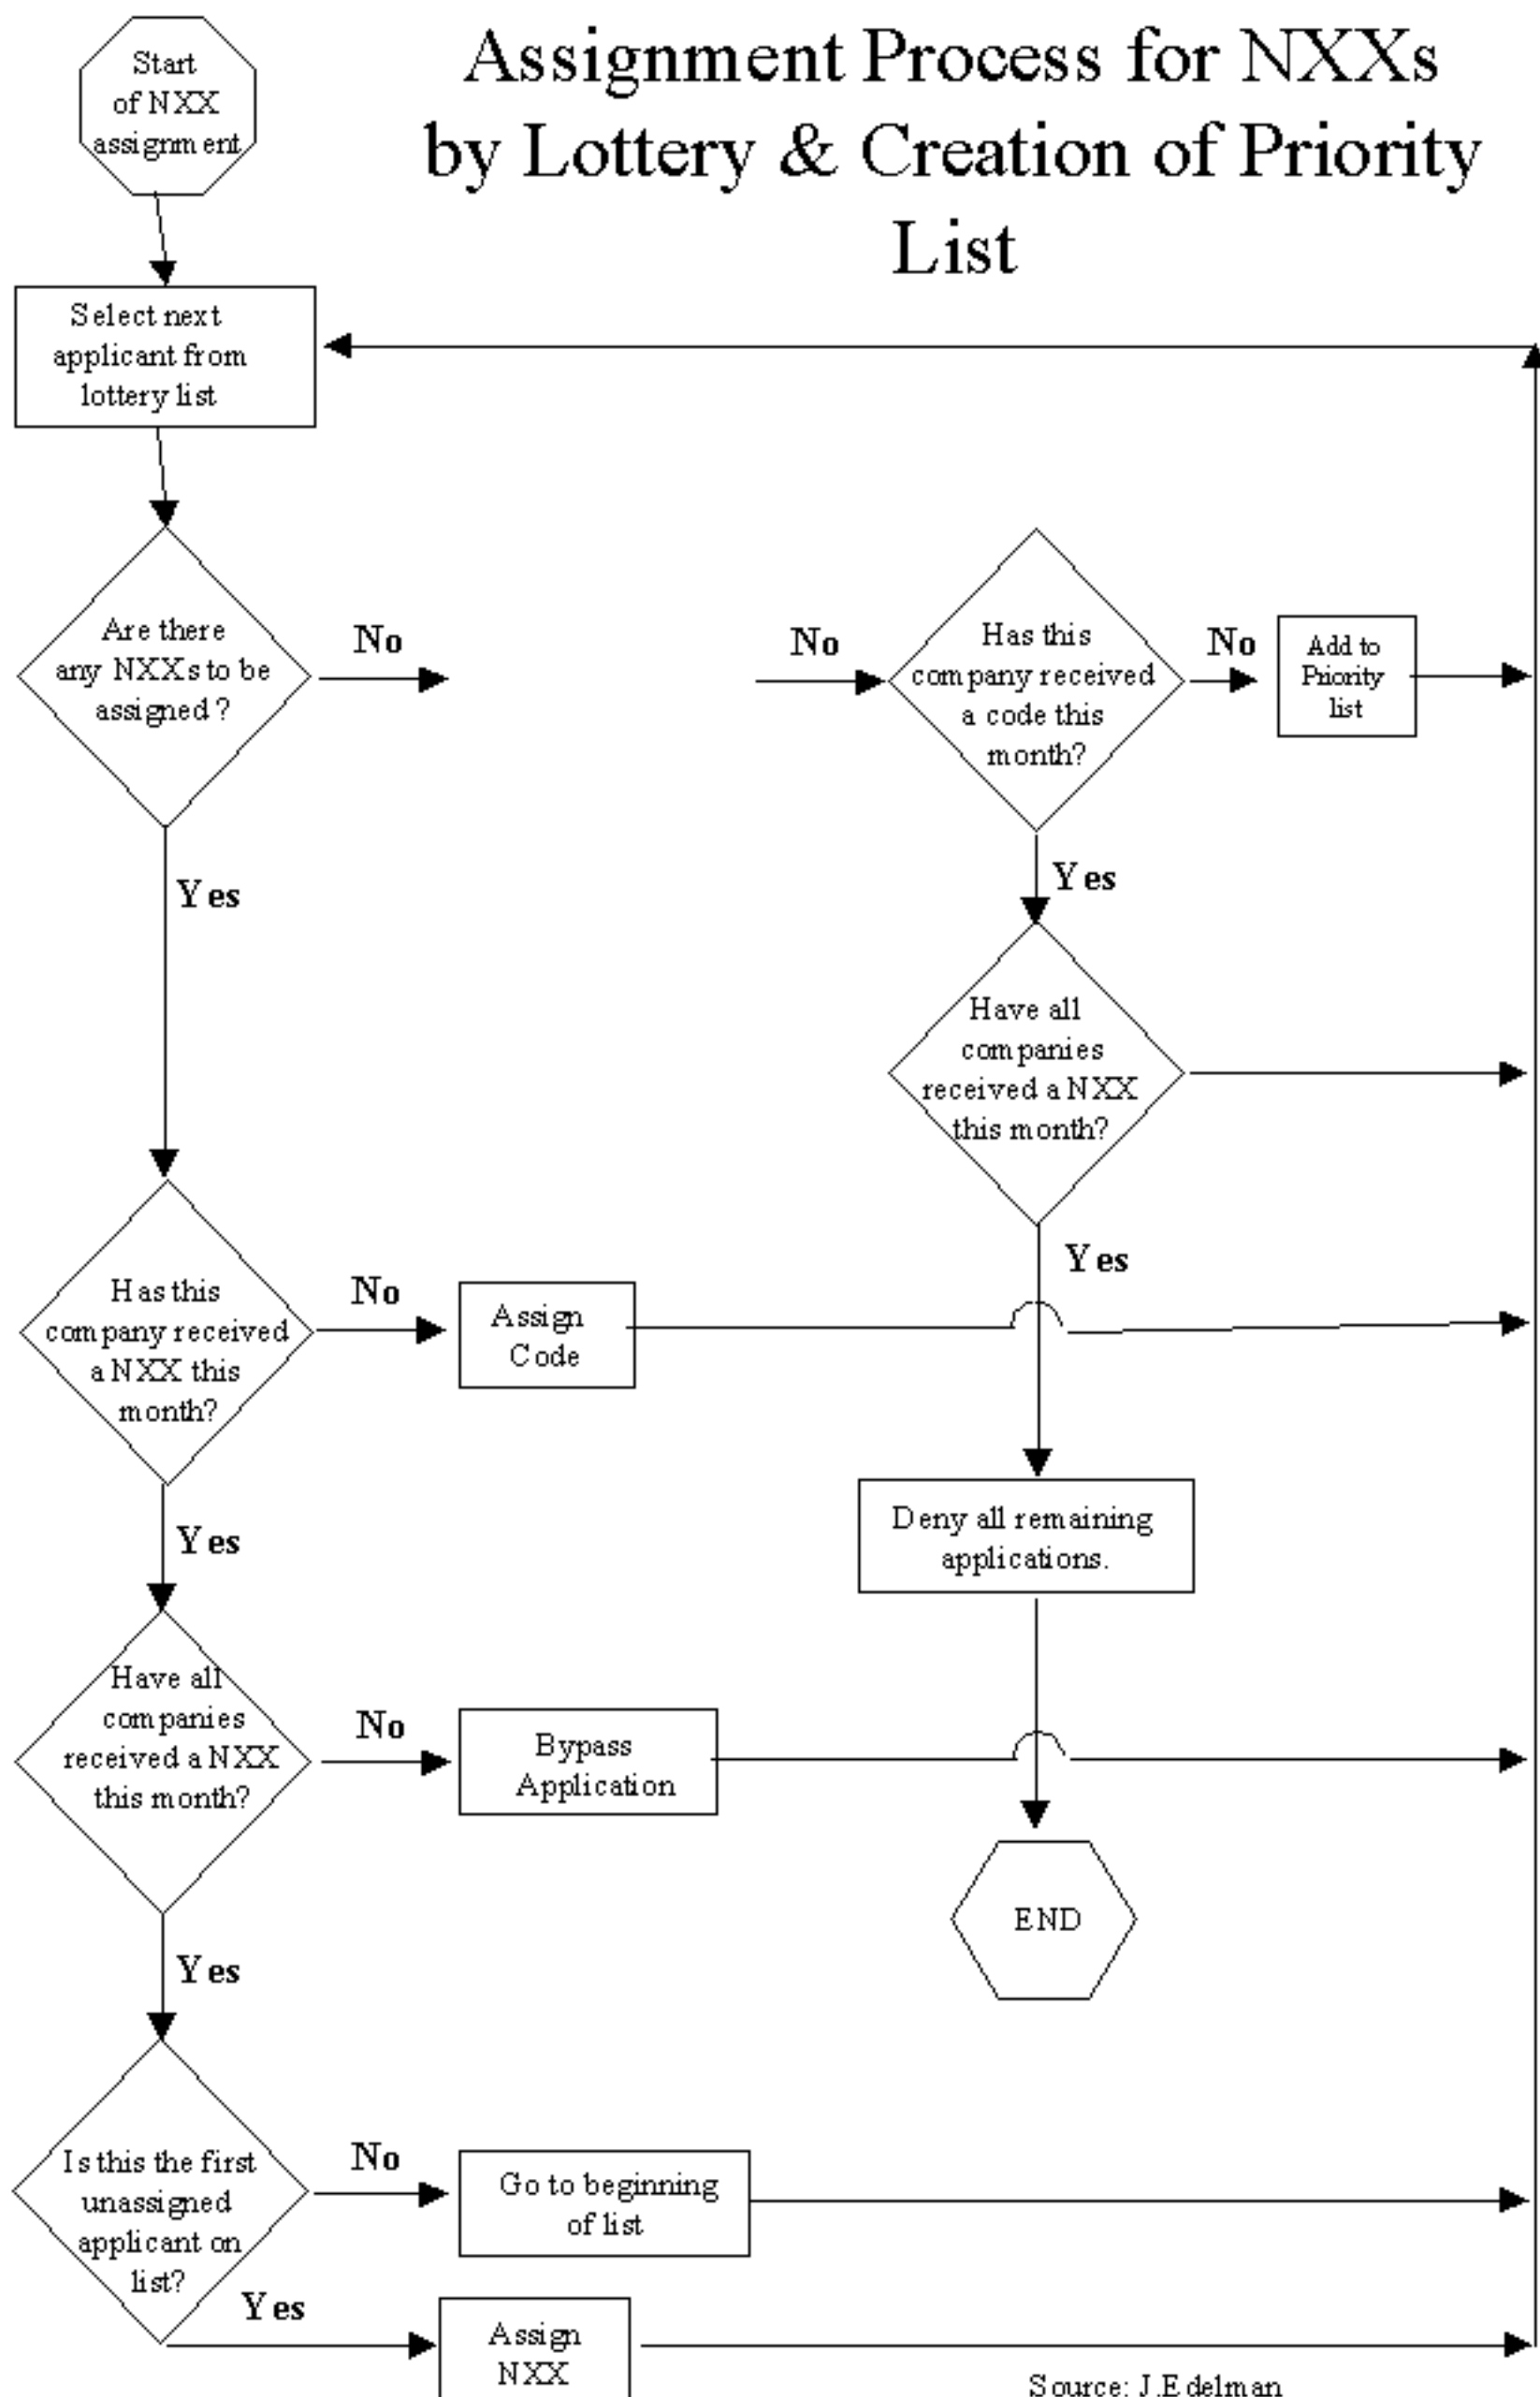 Assignment Process for NXXs
by Lottery & Creation of Priority
List
Start
of NXX
assignment
Select next
applicant from
lottery list
Are there
any NXXs to be
assigned?
No
No
Has this
company received
a code this
month?
No
Add to
Priority
list
Yes
Yes
Have all
companies
received a NXX
this month?
Yes
Has this
company received
a NXX this
month?
No
Assign
Code
Yes
Deny all remaining
applications.
Have all
companies
received a NXX
this month?
No
Bypass
Application
END
Yes
Is this the first
unassigned
applicant on
list?
No
Go to beginning
of list
Yes
Assign
NXX
Source: J.Edelman